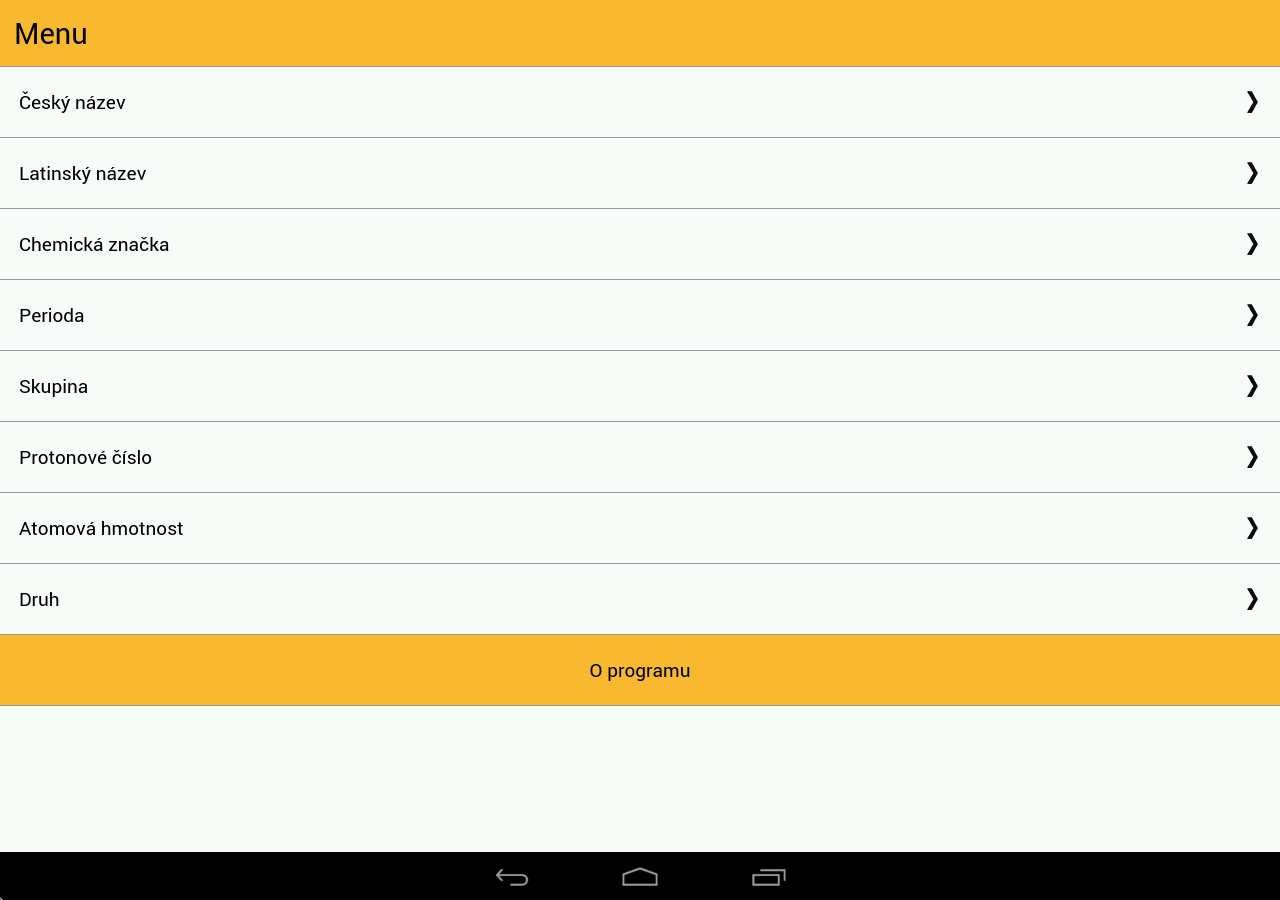 Menu
Český název
Latinský název
Chemická značka
Perioda
Skupina
Protonové číslo
Atomová hmotnost
Druh
O programu